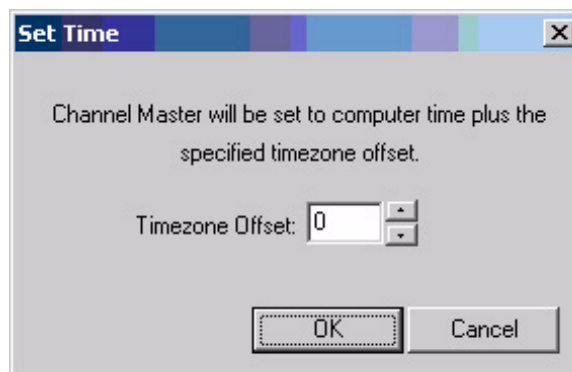 Set Time
Channel Master will be set to computer time plus the
specified timezone offset.
Timezone Offset: 0
OK Cancel